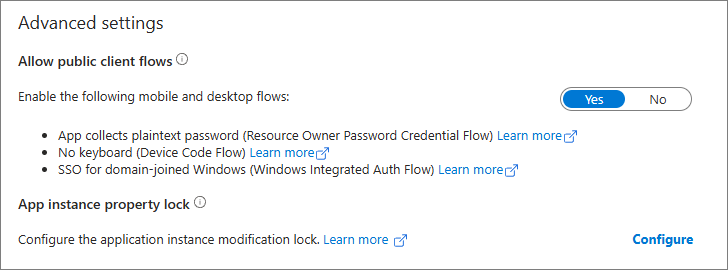 Advanced settings
Allow public client flows
Enable the following mobile and desktop flows:
Yes No
• App collects plaintext password (Resource Owner Password Credential Flow) Learn more
• No keyboard (Device Code Flow) Learn more
• SSO for domain-joined Windows (Windows Integrated Auth Flow) Learn more
App instance property lock
Configure the application instance modification lock. Learn more
Configure